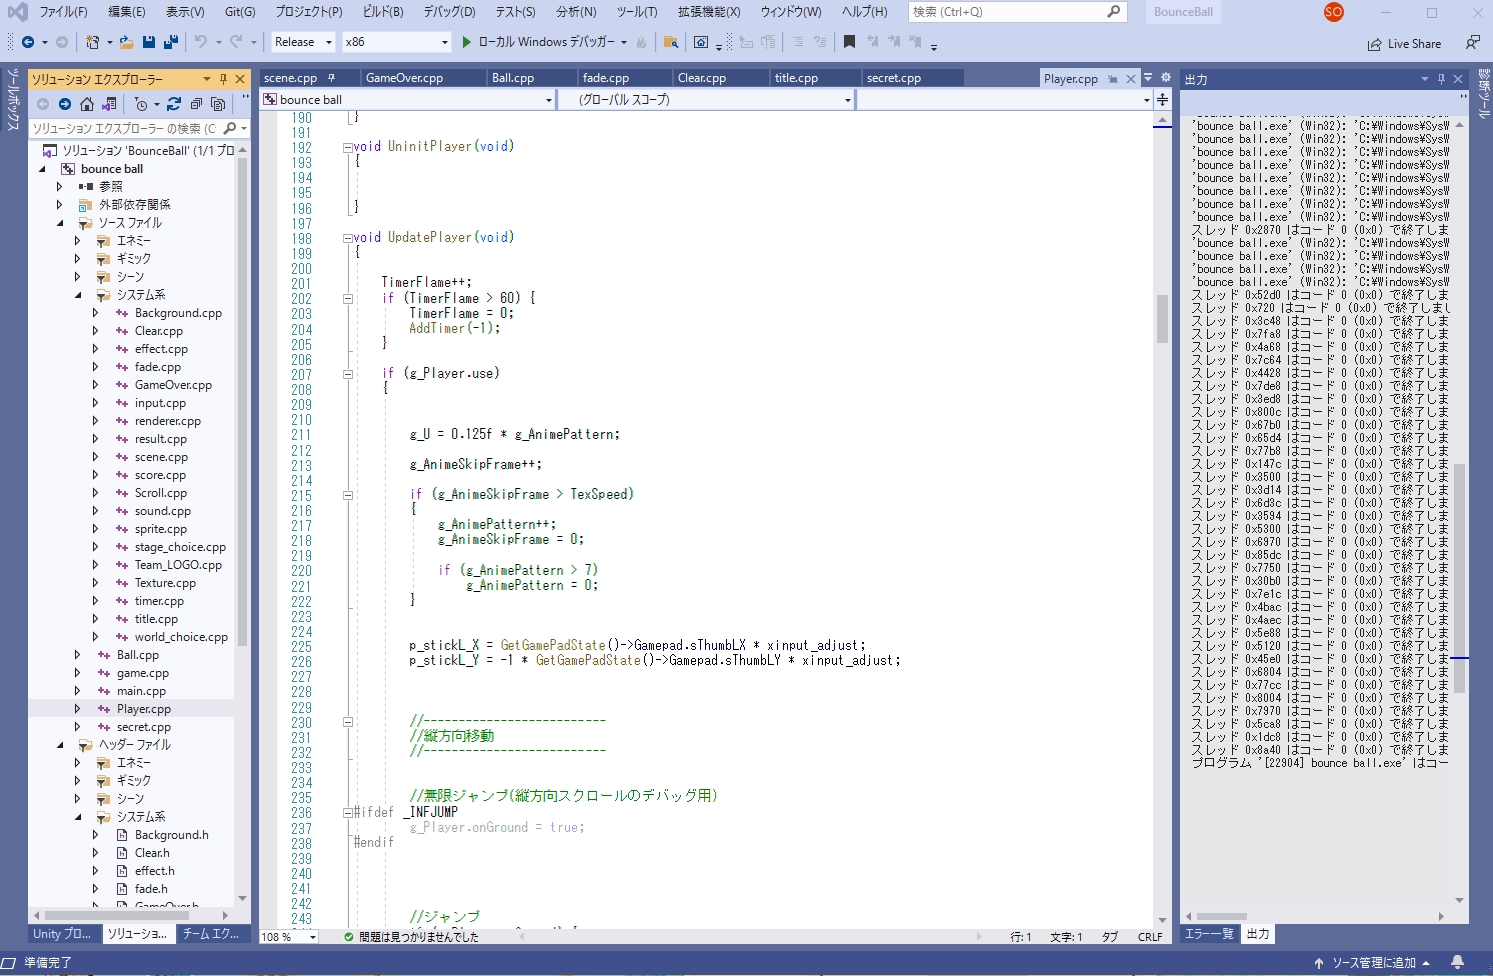 ファイル(F) 編集(E) 表示(V) Git(G) プロジェクト(P) ビルド(B) デバッグ(D) テスト(S) 分析(N) ツール(T) 拡張機能(X) ウィンドウ(W) ヘルプ(H) 検索 (Ctrl+Q) BounceBall SO
Release x86 ローカル Windows デバッガー Live Share
ツールボックス
ソリューション エクスプローラー
ソリューション エクスプローラー の検索 (C
ソリューション 'BounceBall' (1/1 プロ
bounce ball
参照
外部依存関係
ソース ファイル
エネミー
ギミック
シーン
システム系
Background.cpp
Clear.cpp
effect.cpp
fade.cpp
GameOver.cpp
input.cpp
renderer.cpp
result.cpp
scene.cpp
score.cpp
Scroll.cpp
sound.cpp
sprite.cpp
stage_choice.cpp
Team_LOGO.cpp
Texture.cpp
timer.cpp
title.cpp
world_choice.cpp
Ball.cpp
game.cpp
main.cpp
Player.cpp
secret.cpp
ヘッダー ファイル
エネミー
ギミック
シーン
システム系
Background.h
Clear.h
effect.h
fade.h
GameOver.h
Unity プロ... ソリューショ... チーム エク...
scene.cpp GameOver.cpp Ball.cpp fade.cpp Clear.cpp title.cpp secret.cpp Player.cpp
bounce ball (グローバル スコープ)
190 }
191
192 void UninitPlayer(void)
193 {
194
195
196 }
197
198 void UpdatePlayer(void)
199 {
200
201 TimerFlame++;
202 if (TimerFlame > 60) {
203 TimerFlame = 0;
204 AddTimer(-1);
205 }
206
207 if (g_Player.use)
208 {
209
210
211 g_U = 0.125f * g_AnimePattern;
212
213 g_AnimeSkipFrame++;
214
215 if (g_AnimeSkipFrame > TexSpeed)
216 {
217 g_AnimePattern++;
218 g_AnimeSkipFrame = 0;
219
220 if (g_AnimePattern > 7)
221 g_AnimePattern = 0;
222 }
223
224
225 p_stickL_X = GetGamePadState()->Gamepad.sThumbLX * xinput_adjust;
226 p_stickL_Y = -1 * GetGamePadState()->Gamepad.sThumbLY * xinput_adjust;
227
228
229
230 //--------------------------
231 //縦方向移動
232 //--------------------------
233
234
235 //無限ジャンプ(縦方向スクロールのデバッグ用)
236 #ifdef _INFJUMP
237 g_Player.onGround = true;
238 #endif
239
240
241
242
243 //ジャンプ
108 % 問題は見つかりませんでした 行: 1 文字: 1 タブ CRLF
出力
'bounce ball.exe' (Win32): 'C:¥Windows¥SysW
'bounce ball.exe' (Win32): 'C:¥Windows¥SysW
'bounce ball.exe' (Win32): 'C:¥Windows¥SysW
'bounce ball.exe' (Win32): 'C:¥Windows¥SysW
'bounce ball.exe' (Win32): 'C:¥Windows¥SysW
'bounce ball.exe' (Win32): 'C:¥Windows¥SysW
'bounce ball.exe' (Win32): 'C:¥Windows¥SysW
'bounce ball.exe' (Win32): 'C:¥Windows¥SysW
スレッド 0x2870 はコード 0 (0x0) で終了しま
'bounce ball.exe' (Win32): 'C:¥Windows¥SysW
'bounce ball.exe' (Win32): 'C:¥Windows¥SysW
'bounce ball.exe' (Win32): 'C:¥Windows¥SysW
'bounce ball.exe' (Win32): 'C:¥Windows¥SysW
スレッド 0x52d0 はコード 0 (0x0) で終了しま
スレッド 0x720 はコード 0 (0x0) で終了しまし
スレッド 0x3c48 はコード 0 (0x0) で終了しま
スレッド 0x7fa8 はコード 0 (0x0) で終了しま
スレッド 0x4a68 はコード 0 (0x0) で終了しま
スレッド 0x7c64 はコード 0 (0x0) で終了しま
スレッド 0x4428 はコード 0 (0x0) で終了しま
スレッド 0x7de8 はコード 0 (0x0) で終了しま
スレッド 0x3ed8 はコード 0 (0x0) で終了しま
スレッド 0x800c はコード 0 (0x0) で終了しま
スレッド 0x67b0 はコード 0 (0x0) で終了しま
スレッド 0x65d4 はコード 0 (0x0) で終了しま
スレッド 0x77b8 はコード 0 (0x0) で終了しま
スレッド 0x147c はコード 0 (0x0) で終了しま
スレッド 0x3500 はコード 0 (0x0) で終了しま
スレッド 0x3d14 はコード 0 (0x0) で終了しま
スレッド 0x6d3c はコード 0 (0x0) で終了しま
スレッド 0x3594 はコード 0 (0x0) で終了しま
スレッド 0x5300 はコード 0 (0x0) で終了しま
スレッド 0x6970 はコード 0 (0x0) で終了しま
スレッド 0x85dc はコード 0 (0x0) で終了しま
スレッド 0x7750 はコード 0 (0x0) で終了しま
スレッド 0x30b0 はコード 0 (0x0) で終了しま
スレッド 0x7e1c はコード 0 (0x0) で終了しま
スレッド 0x4bac はコード 0 (0x0) で終了しま
スレッド 0x4aec はコード 0 (0x0) で終了しま
スレッド 0x5e88 はコード 0 (0x0) で終了しま
スレッド 0x5120 はコード 0 (0x0) で終了しま
スレッド 0x45e0 はコード 0 (0x0) で終了しま
スレッド 0x6804 はコード 0 (0x0) で終了しま
スレッド 0x77cc はコード 0 (0x0) で終了しま
スレッド 0x8004 はコード 0 (0x0) で終了しま
スレッド 0x7970 はコード 0 (0x0) で終了しま
スレッド 0x5ca8 はコード 0 (0x0) で終了しま
スレッド 0x1dc8 はコード 0 (0x0) で終了しま
スレッド 0x8a40 はコード 0 (0x0) で終了しま
プログラム '[22904] bounce ball.exe' はコー
エラー一覧 出力
診断ツール
準備完了 ソース管理に追加